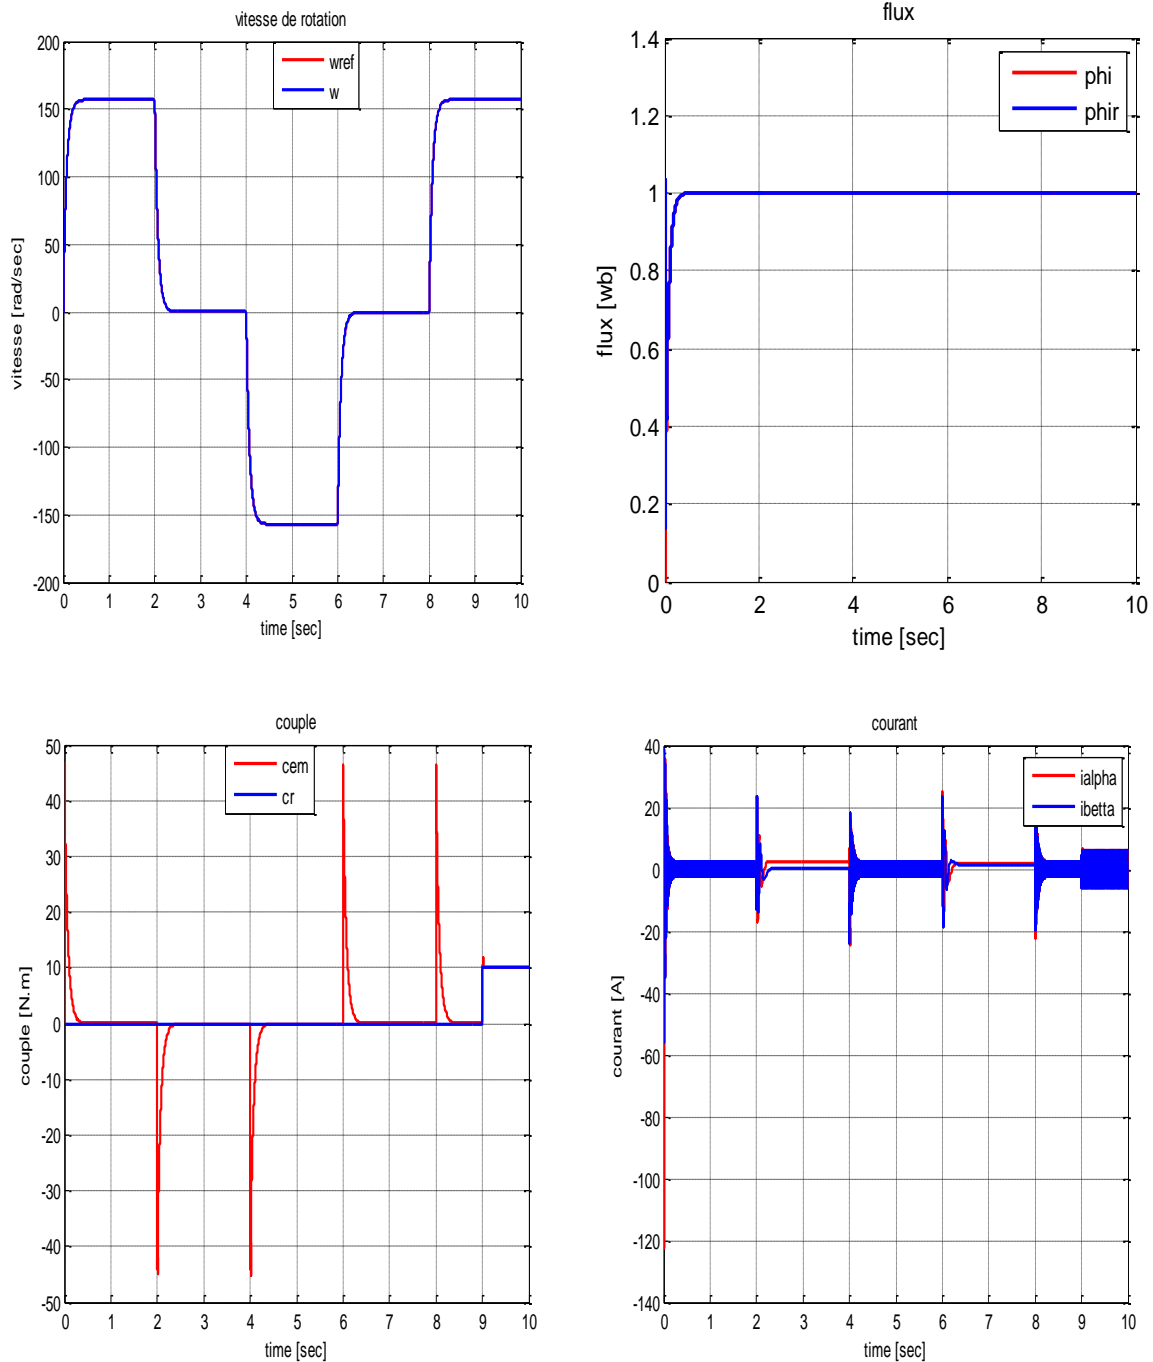 vitesse de rotation
200
150
100
50
0
-50
-100
-150
-200
vitesse [rad/sec]
wref
w
0 1 2 3 4 5 6 7 8 9 10
time [sec]
flux
1.4
1.2
1
0.8
0.6
0.4
0.2
0
flux [wb]
phi
phir
0 2 4 6 8 10
time [sec]
couple
50
40
30
20
10
0
-10
-20
-30
-40
-50
couple [N.m]
cem
cr
0 1 2 3 4 5 6 7 8 9 10
time [sec]
courant
40
20
0
-20
-40
-60
-80
-100
-120
-140
courant [A]
ialpha
ibetta
0 1 2 3 4 5 6 7 8 9 10
time [sec]